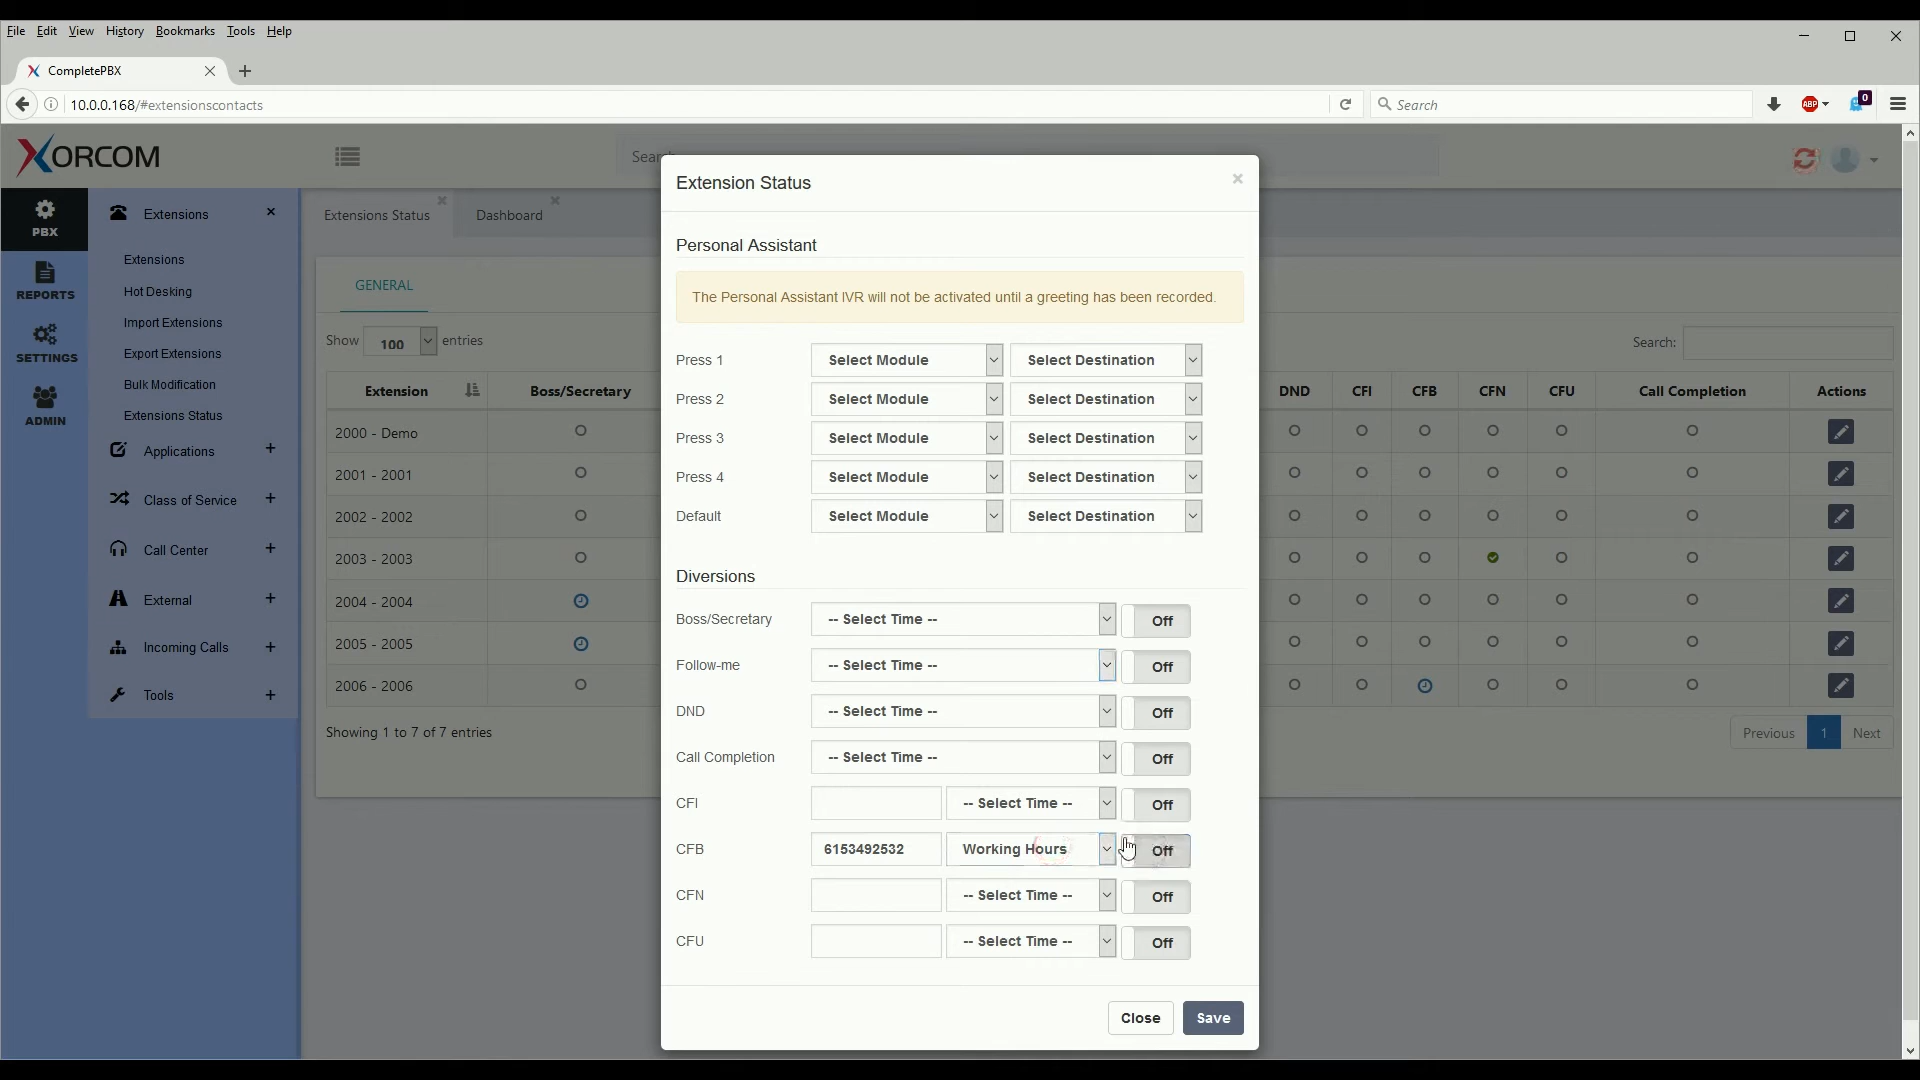 File Edit View History Bookmarks Tools Help
CompletePBX
10.0.0.168/#extensionscontacts
Search
0
ABP
XORCOM
PBX
REPORTS
SETTINGS
ADMIN
Extensions
Extensions
Hot Desking
Import Extensions
Export Extensions
Bulk Modification
Extensions Status
Applications
Class of Service
Call Center
External
Incoming Calls
Tools
Extensions Status
Dashboard
GENERAL
Show 100 entries
Search:
Extension Boss/Secretary DND CFI CFB CFN CFU Call Completion Actions
2000 - Demo
2001 - 2001
2002 - 2002
2003 - 2003
2004 - 2004
2005 - 2005
2006 - 2006
Showing 1 to 7 of 7 entries
Previous 1 Next
Extension Status
Personal Assistant
The Personal Assistant IVR will not be activated until a greeting has been recorded.
Press 1 Select Module Select Destination
Press 2 Select Module Select Destination
Press 3 Select Module Select Destination
Press 4 Select Module Select Destination
Default Select Module Select Destination
Diversions
Boss/Secretary -- Select Time -- Off
Follow-me -- Select Time -- Off
DND -- Select Time -- Off
Call Completion -- Select Time -- Off
CFI -- Select Time -- Off
CFB 6153492532 Working Hours Off
CFN -- Select Time -- Off
CFU -- Select Time -- Off
Close Save